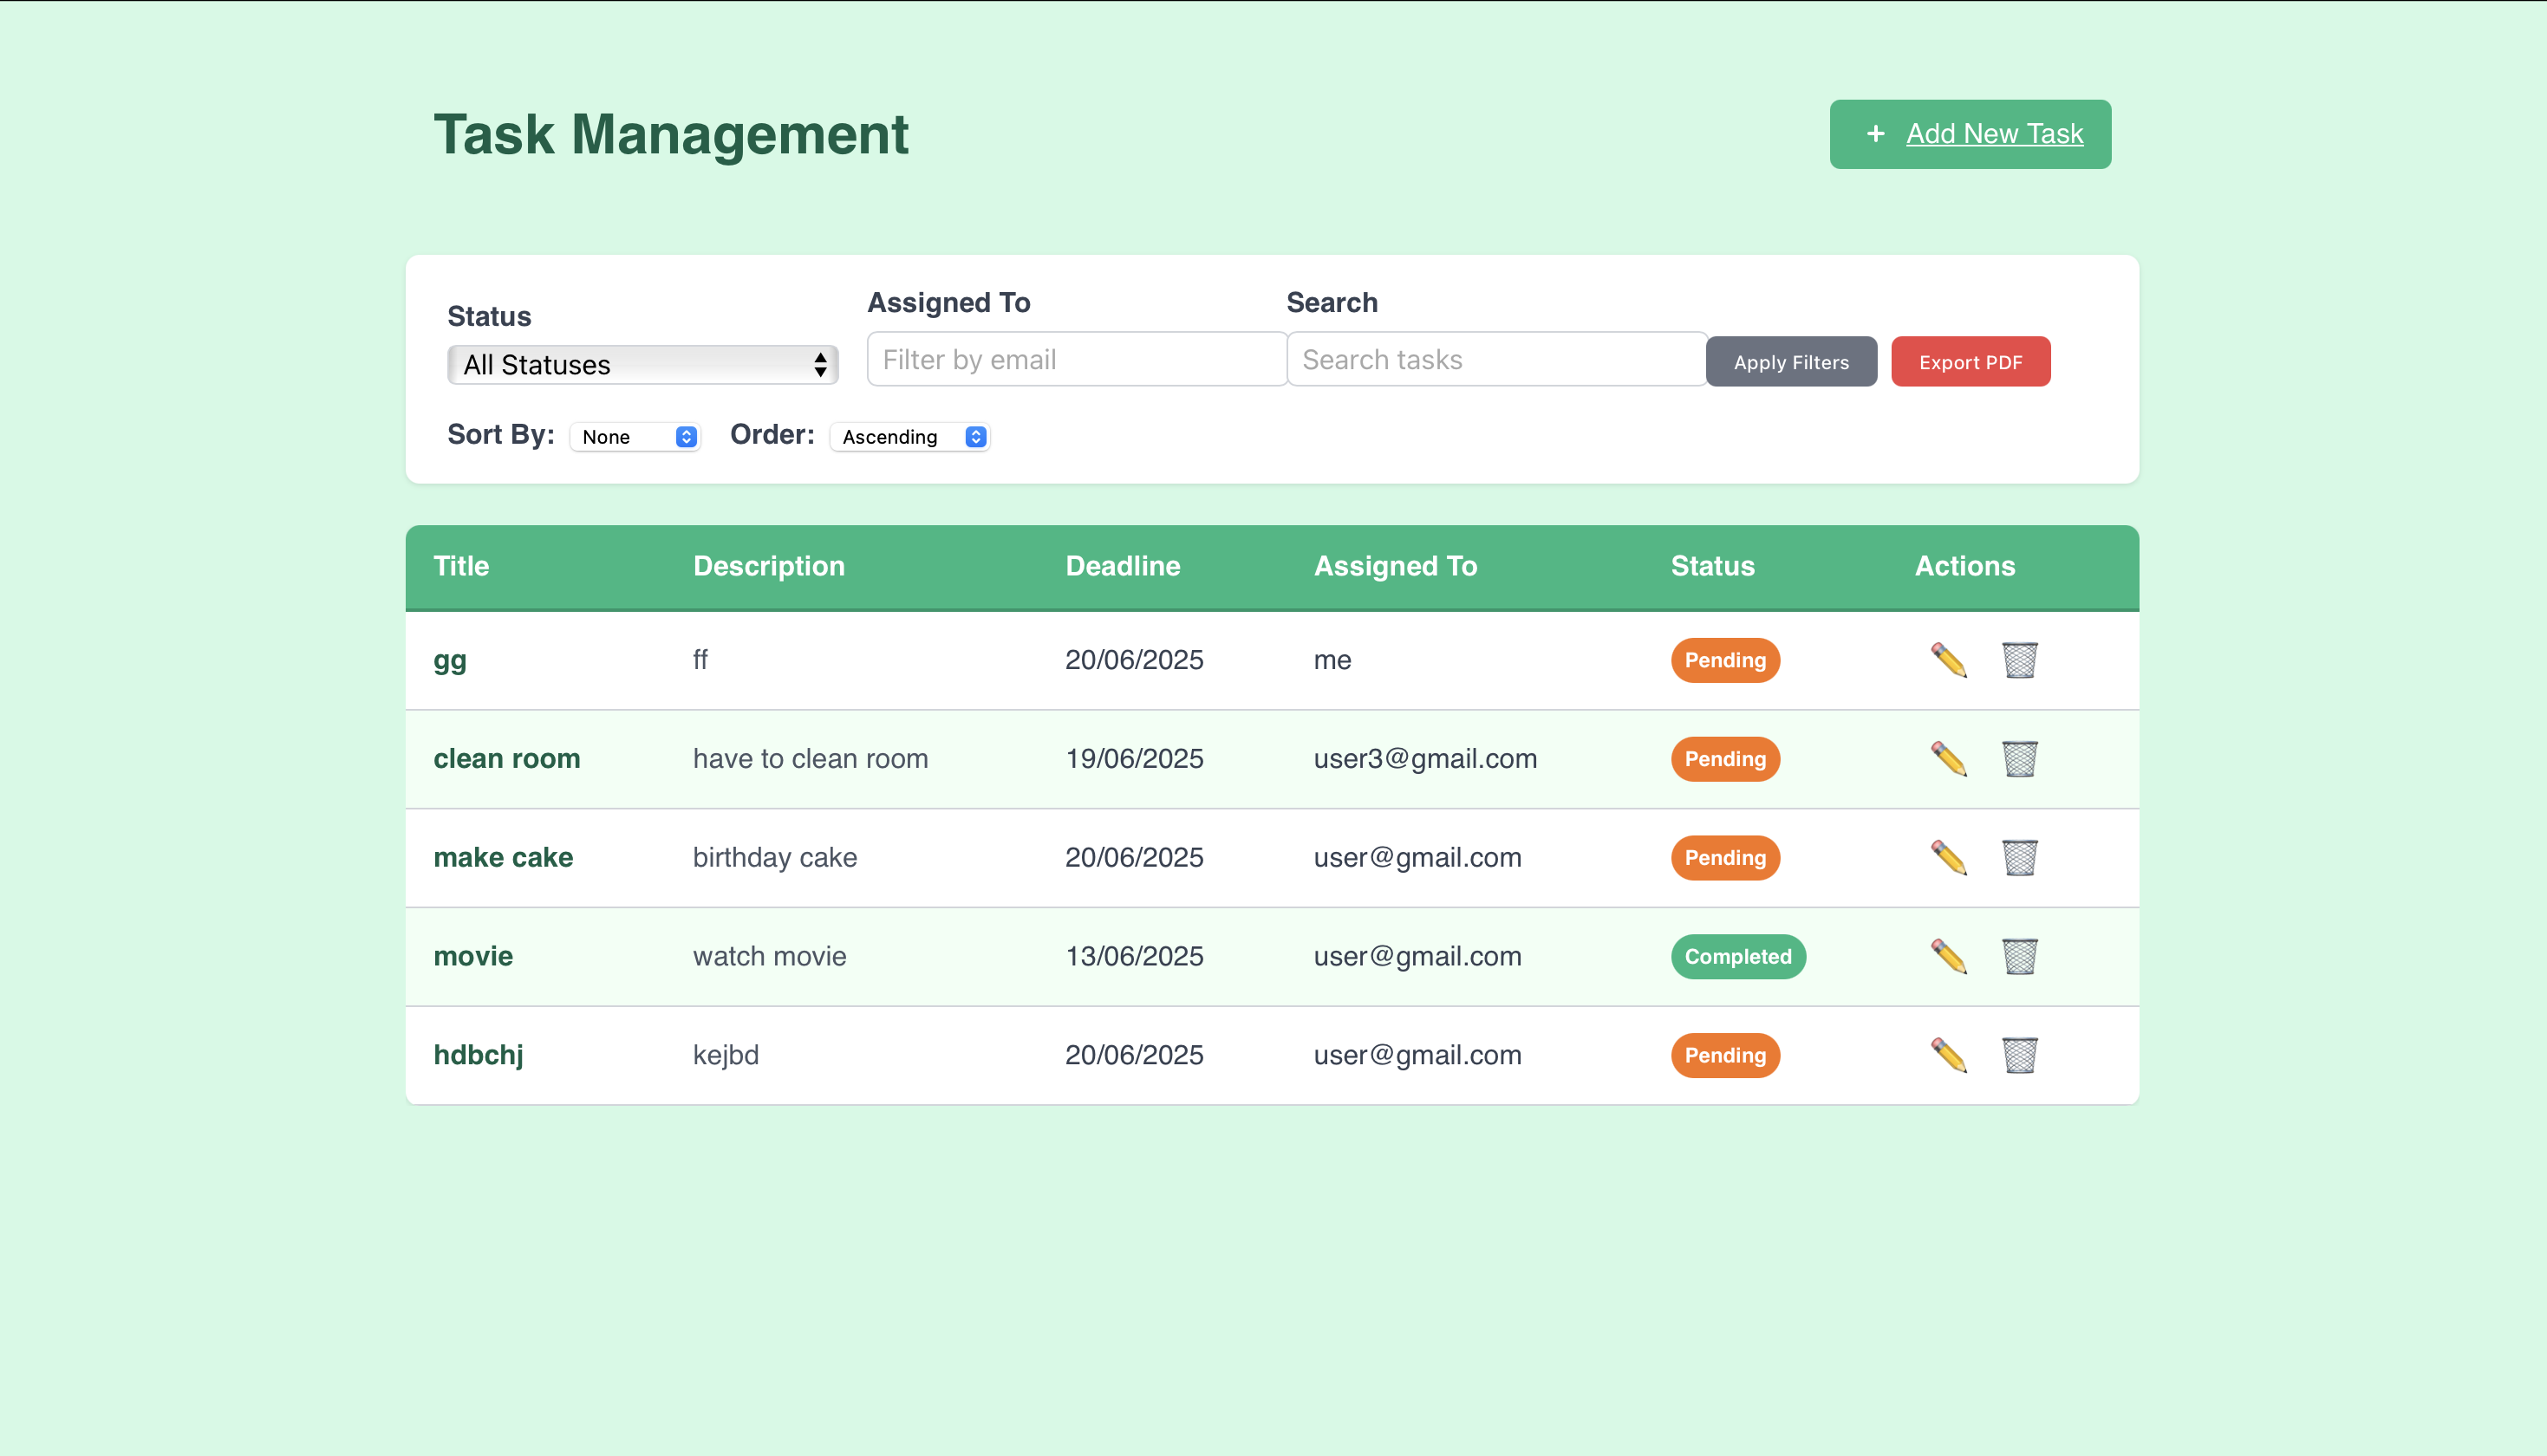 Task Management
+ Add New Task
Status
All Statuses
Assigned To
Filter by email
Search
Search tasks
Apply Filters
Export PDF
Sort By: None Order: Ascending
Title Description Deadline Assigned To Status Actions
gg ff 20/06/2025 me Pending
clean room have to clean room 19/06/2025 user3@gmail.com Pending
make cake birthday cake 20/06/2025 user@gmail.com Pending
movie watch movie 13/06/2025 user@gmail.com Completed
hdbchj kejbd 20/06/2025 user@gmail.com Pending